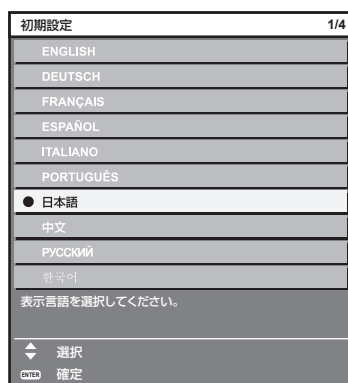 初期設定 1/4
ENGLISH
DEUTSCH
FRANÇAIS
ESPAÑOL
ITALIANO
PORTUGUÊS
日本語
中文
РУССКИЙ
한국어
表示言語を選択してください。
選択
ENTER 確定